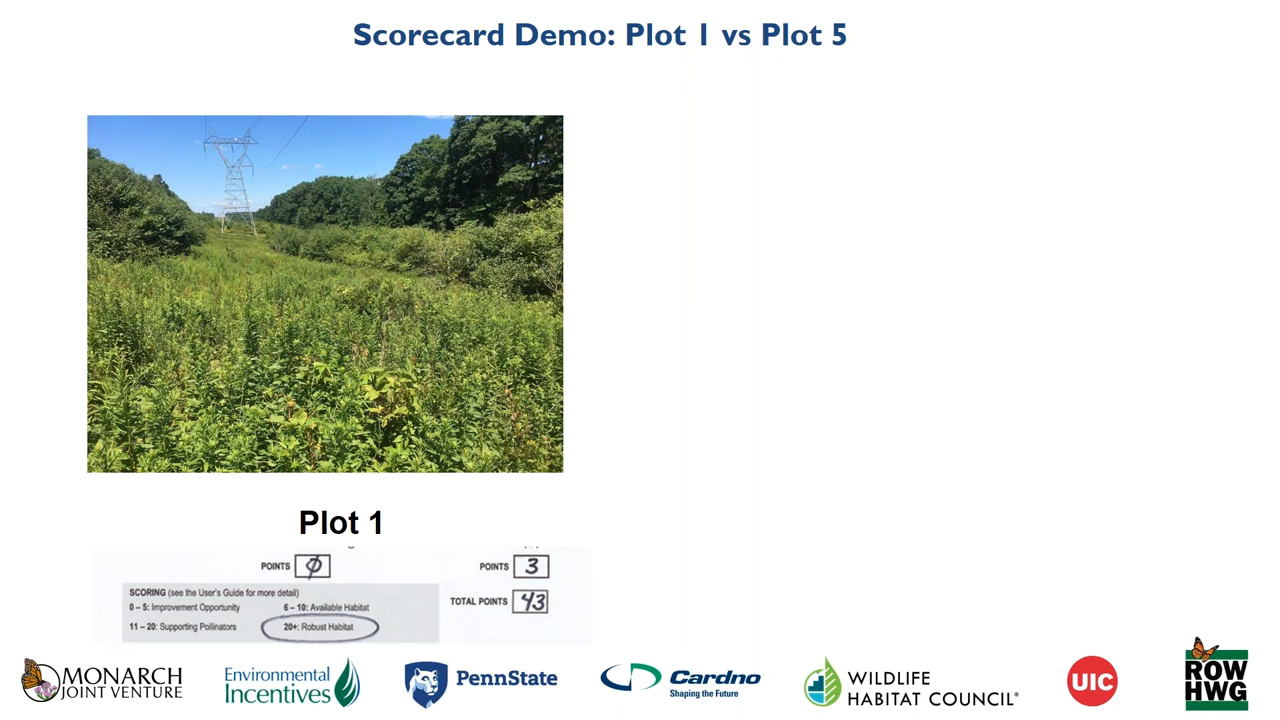 Scorecard Demo: Plot 1 vs Plot 5
Plot 1
POINTS 0
POINTS 3
SCORING (see the User's Guide for more detail)
0 – 5: Improvement Opportunity
6 – 10: Available Habitat
TOTAL POINTS 43
11 – 20: Supporting Pollinators
20+: Robust Habitat
MONARCH
JOINT VENTURE
Environmental
Incentives
PennState
Cardno
Shaping the Future
WILDLIFE
HABITAT COUNCIL®
UIC
ROW
HWG